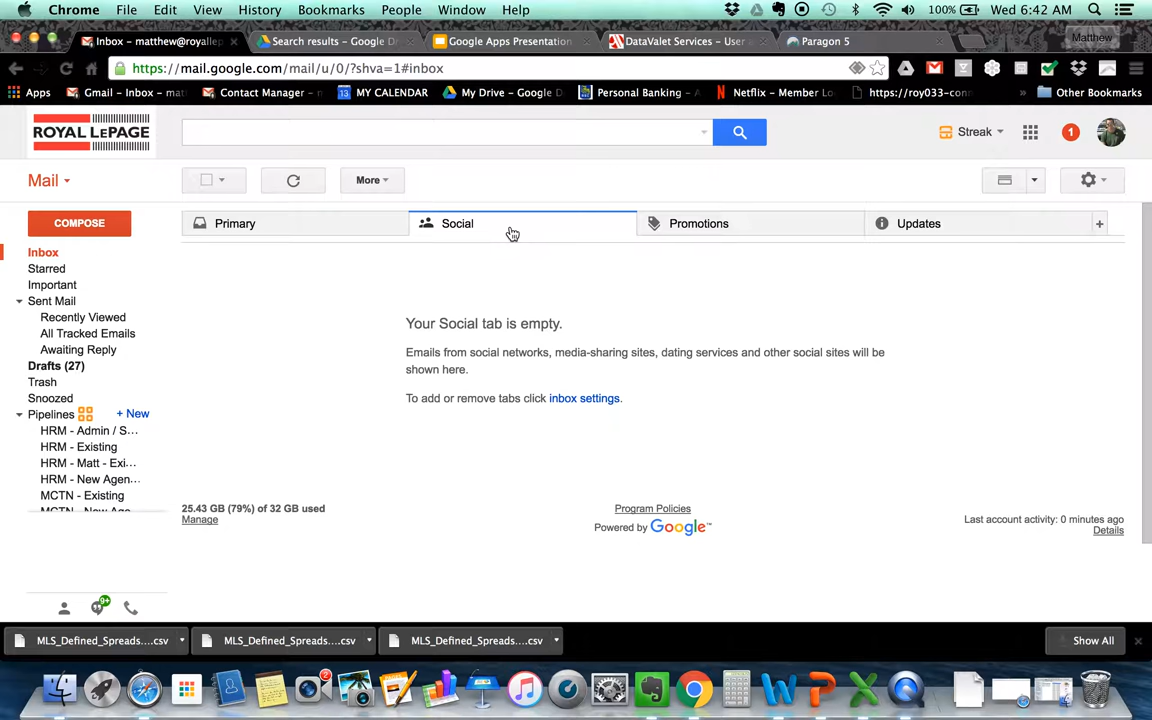 Chrome File Edit View History Bookmarks People Window Help 100% Wed 6:42 AM
Inbox - matthew@royallep Search results - Google D Google Apps Presentation DataValet Services - User a Paragon 5 Matthew
https://mail.google.com/mail/u/0/?shva=1#inbox
Apps Gmail - Inbox - mat Contact Manager - n MY CALENDAR My Drive - Google D Personal Banking - A Netflix - Member Lo https://roy033-conn » Other Bookmarks
ROYAL LEPAGE
Streak 1
Mail More
COMPOSE Primary Social Promotions Updates +
Inbox
Starred
Important
Sent Mail
Recently Viewed
All Tracked Emails
Awaiting Reply
Drafts (27)
Trash
Snoozed
Pipelines + New
HRM - Admin / S...
HRM - Existing
HRM - Matt - Exi...
HRM - New Agen...
MCTN - Existing
MCTN - New Age
Your Social tab is empty.
Emails from social networks, media-sharing sites, dating services and other social sites will be
shown here.
To add or remove tabs click inbox settings.
25.43 GB (79%) of 32 GB used
Manage
Program Policies
Powered by Google™
Last account activity: 0 minutes ago
Details
9+
MLS_Defined_Spreads....csv MLS_Defined_Spreads....csv MLS_Defined_Spreads....csv Show All
2